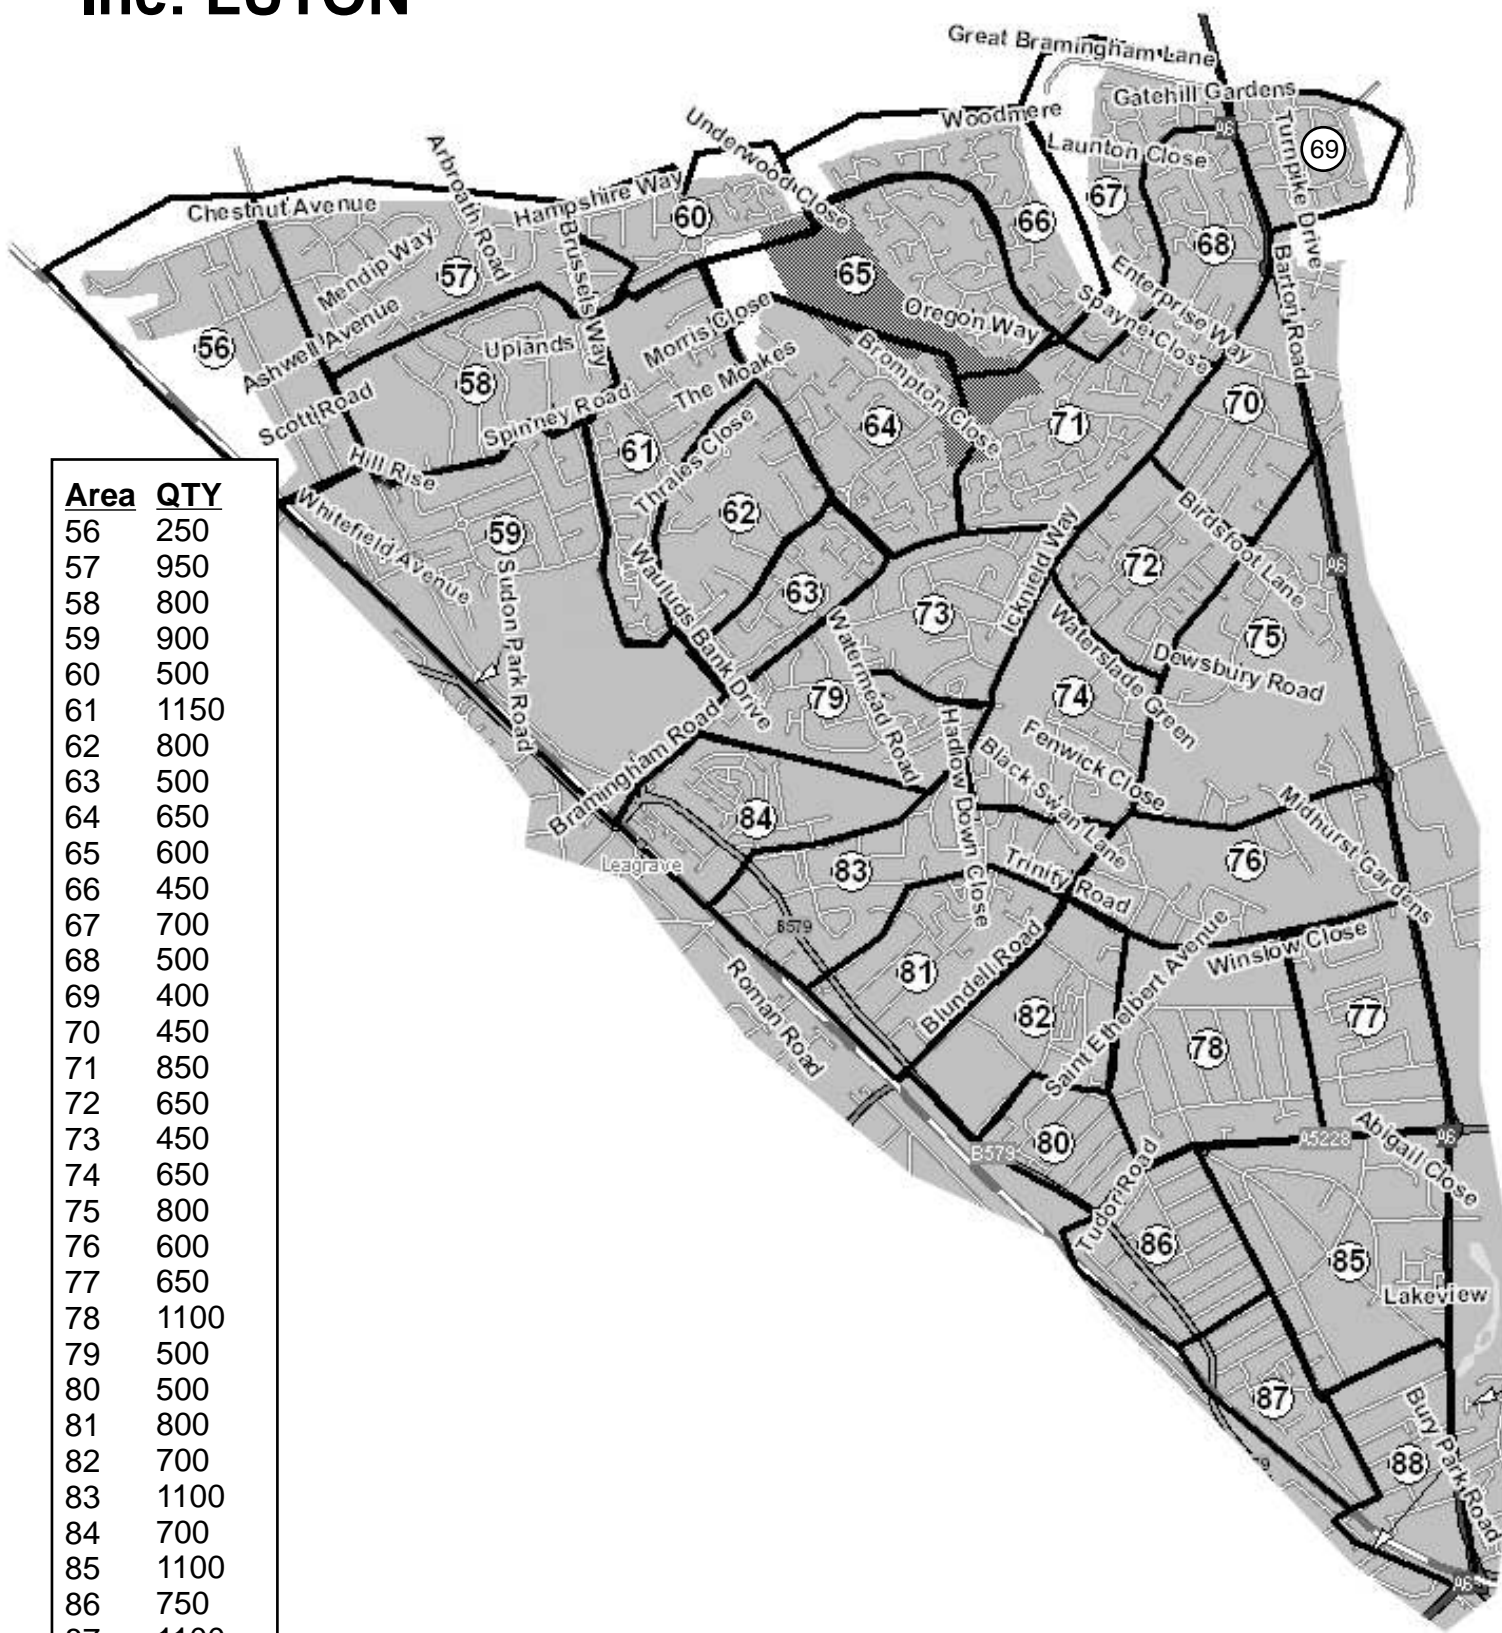 Inc. LUTON
Great Bramingham Lane
Gatehill Gardens
Woodmere
A6
Launton Close
Turnpike Drive
69
Underwood Close
Arbroath Road
Hampshire Way
67
Chestnut Avenue
60
66
68
Brussels Way
Mendip Way
57
65
Enterprise Way
Barton Road
Oregon Way
Spayne Close
Morris Close
56
Ashwell Avenue
Uplands
Brompton Close
58
The Moakes
70
Scott Road
Spinney Road
64
71
61
Thrales Close
Hill Rise
Whitefield Avenue
62
59
Icknield Way
Birdsfoot Lane
Area QTY
56 250
57 950
58 800
59 900
60 500
61 1150
62 800
63 500
64 650
65 600
66 450
67 700
68 500
69 400
70 450
71 850
72 650
73 450
74 650
75 800
76 600
77 650
78 1100
79 500
80 500
81 800
82 700
83 1100
84 700
85 1100
86 750
Sudon Park Road
Wauluds Bank Drive
72
A6
63
73
Watermead Road
Waterslade Green
75
Dewsbury Road
79
74
Hadlow Down Close
Bramingham Road
Black Swan Lane
Fenwick Close
Midhurst Gardens
84
Leagrave
83
Trinity Road
76
B579
Saint Ethelbert Avenue
Winslow Close
Roman Road
81
Blundell Road
82
77
78
B579
80
A5228
A6
Abigail Close
Tudor Road
86
85
Lakeview
87
Bury Park Road
88
A6